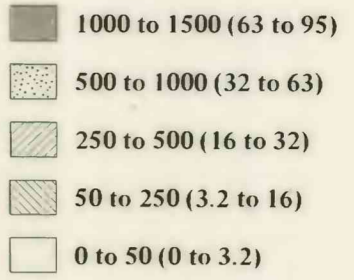 1000 to 1500 (63 to 95)
500 to 1000 (32 to 63)
250 to 500 (16 to 32)
50 to 250 (3.2 to 16)
0 to 50 (0 to 3.2)